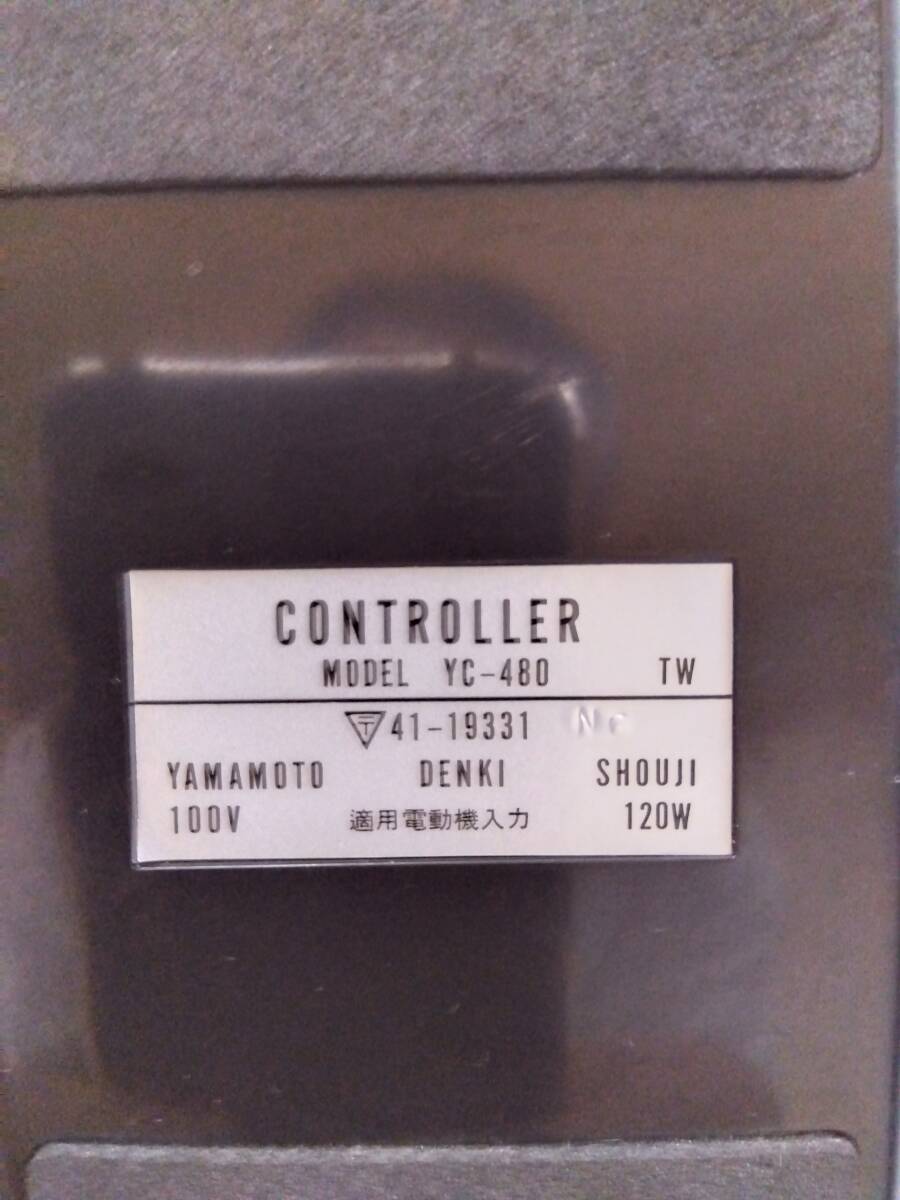 CONTROLLER
MODEL YC-480 TW
〒41-19331 Nc
YAMAMOTO DENKI SHOUJI
100V 適用電動機入力 120W